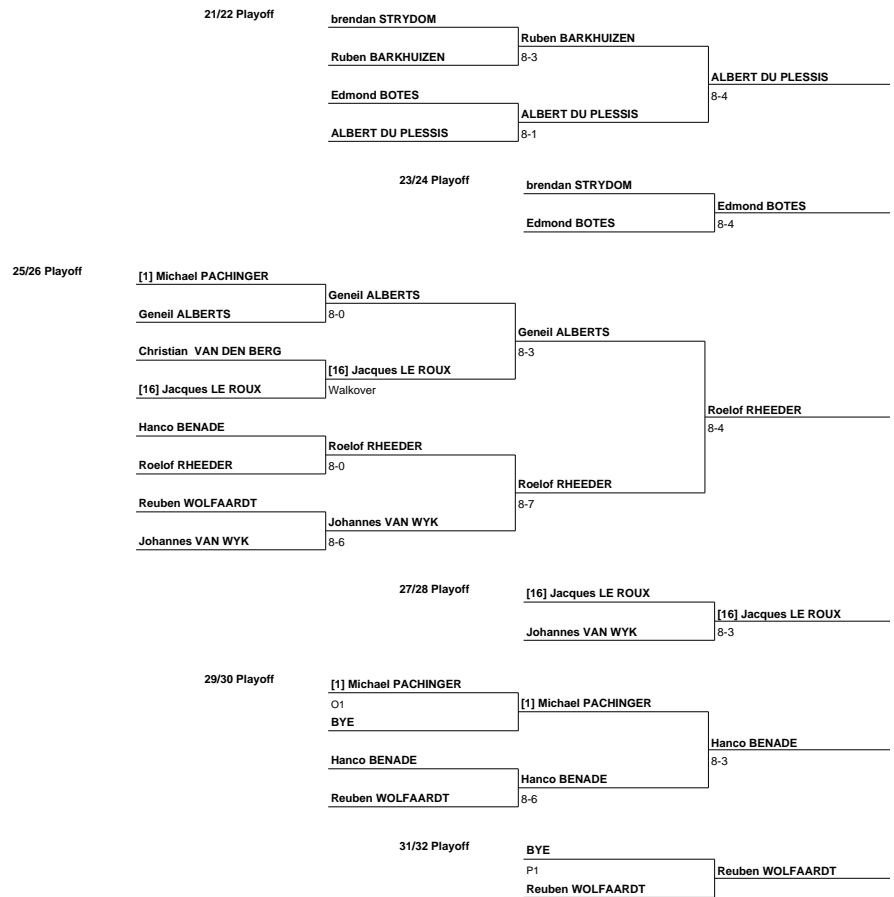 21/22 Playoff
brendan STRYDOM
Ruben BARKHUIZEN
Ruben BARKHUIZEN
8-3
ALBERT DU PLESSIS
8-4
Edmond BOTES
ALBERT DU PLESSIS
ALBERT DU PLESSIS
8-1
23/24 Playoff
brendan STRYDOM
Edmond BOTES
Edmond BOTES
8-4
25/26 Playoff
[1] Michael PACHINGER
Geneil ALBERTS
Geneil ALBERTS
8-0
Geneil ALBERTS
8-3
Christian VAN DEN BERG
[16] Jacques LE ROUX
[16] Jacques LE ROUX
Walkover
Roelof RHEEDER
8-4
Hanco BENADE
Roelof RHEEDER
Roelof RHEEDER
8-0
Roelof RHEEDER
8-7
Reuben WOLFAARDT
Johannes VAN WYK
Johannes VAN WYK
8-6
27/28 Playoff
[16] Jacques LE ROUX
[16] Jacques LE ROUX
Johannes VAN WYK
8-3
29/30 Playoff
[1] Michael PACHINGER
O1
[1] Michael PACHINGER
BYE
Hanco BENADE
8-3
Hanco BENADE
Hanco BENADE
Reuben WOLFAARDT
8-6
31/32 Playoff
BYE
P1
Reuben WOLFAARDT
Reuben WOLFAARDT